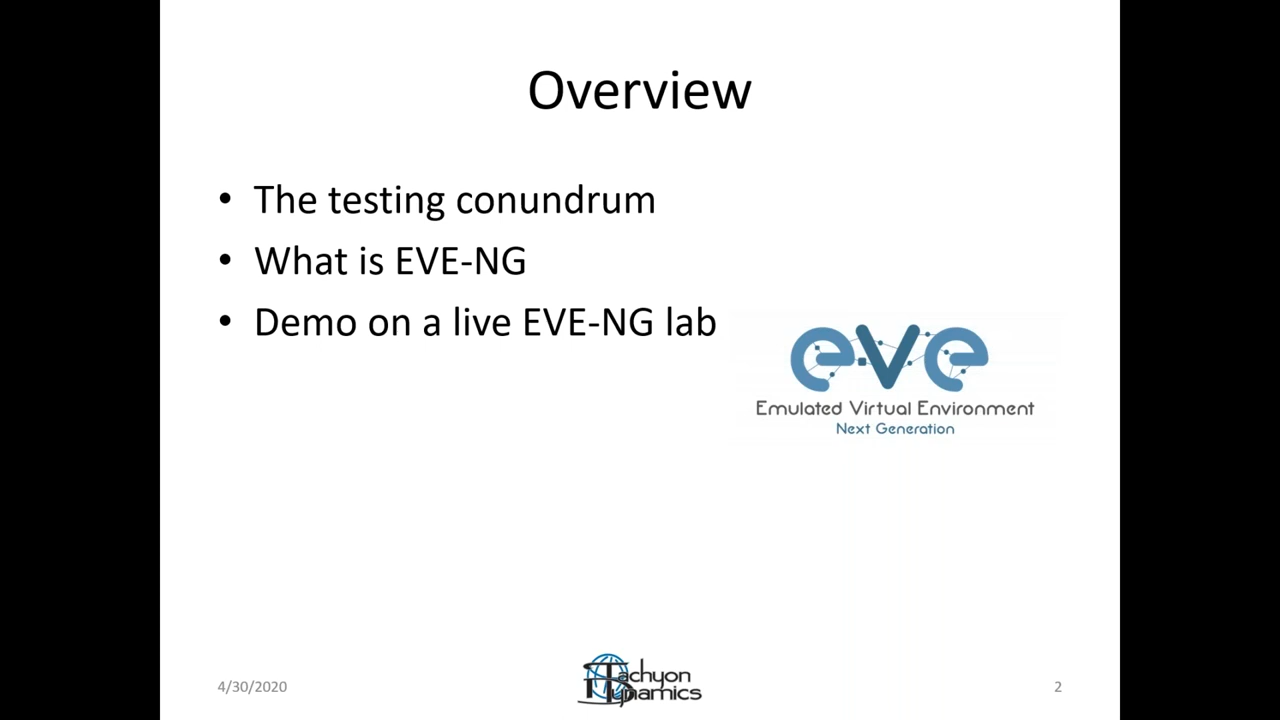 Overview
• The testing conundrum
• What is EVE-NG
• Demo on a live EVE-NG lab
eve
Emulated Virtual Environment
Next Generation
4/30/2020
Tachyon
Dynamics
2